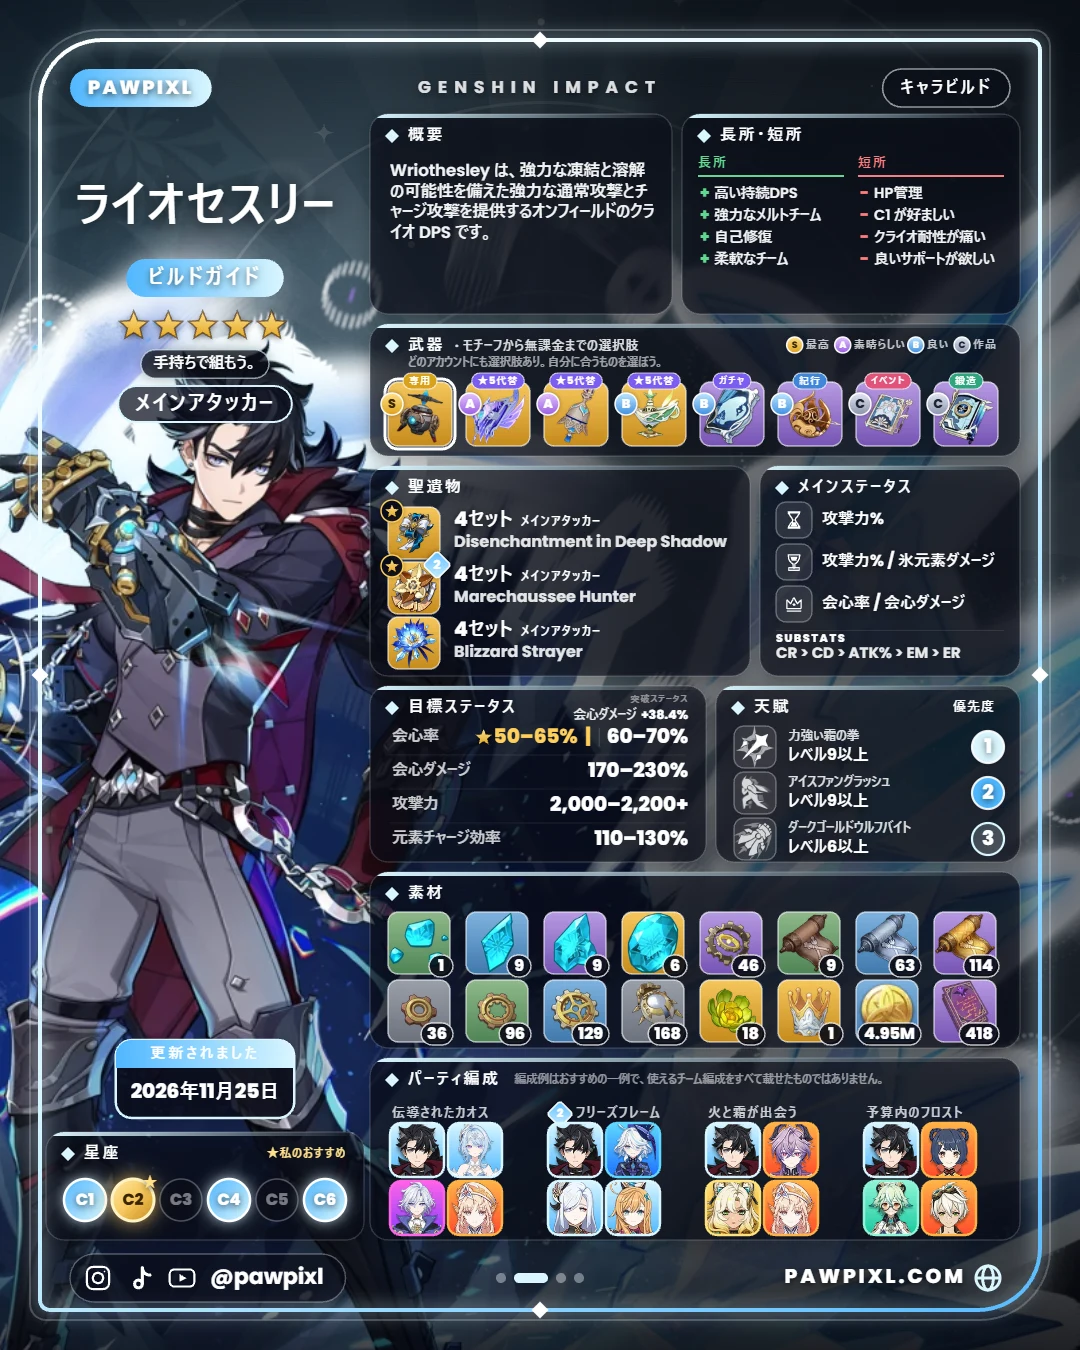 PAWPIXL
GENSHIN IMPACT
キャラビルド
ライオセスリー
ビルドガイド
手持ちで組もう。
メインアタッカー
概要
Wriothesley は、強力な凍結と溶解
の可能性を備えた強力な通常攻撃とチ
ャージ攻撃を提供するオンフィールドのクラ
イオ DPS です。
長所・短所
長所
+ 高い持続DPS
+ 強力なメルトチーム
+ 自己修復
+ 柔軟なチーム
短所
- HP管理
- C1 が好ましい
- クライオ耐性が痛い
- 良いサポートが欲しい
武器 ・モチーフから無課金までの選択肢
どのアカウントにも選択肢あり。自分に合うものを選ぼう。
S 最高 A 素晴らしい B 良い C 作品
専用 ★5代替 ★5代替 ★5代替 ガチャ 紀行 イベント 鍛造
S A A B B B C C
聖遺物
4セット メインアタッカー
Disenchantment in Deep Shadow
2
4セット メインアタッカー
Marechaussee Hunter
4セット メインアタッカー
Blizzard Strayer
メインステータス
攻撃力%
攻撃力% / 氷元素ダメージ
会心率 / 会心ダメージ
SUBSTATS
CR > CD > ATK% > EM > ER
目標ステータス
突破ステータス
会心ダメージ +38.4%
会心率 ★50–65% | 60–70%
会心ダメージ 170–230%
攻撃力 2,000–2,200+
元素チャージ効率 110–130%
天賦
優先度
力強い霜の拳
レベル9以上
1
アイスファングラッシュ
レベル9以上
2
ダークゴールドウルフバイト
レベル6以上
3
素材
1 9 9 6 46 9 63 114
36 96 129 168 18 1 4.95M 418
更新されました
2026年11月25日
星座
★私のおすすめ
C1 C2 C3 C4 C5 C6
パーティ編成 編成例はおすすめの一例で、使えるチーム編成をすべて載せたものではありません。
伝導されたカオス
2 フリーズフレーム
火と霜が出会う
予算内のフロスト
@pawpixl
PAWPIXL.COM